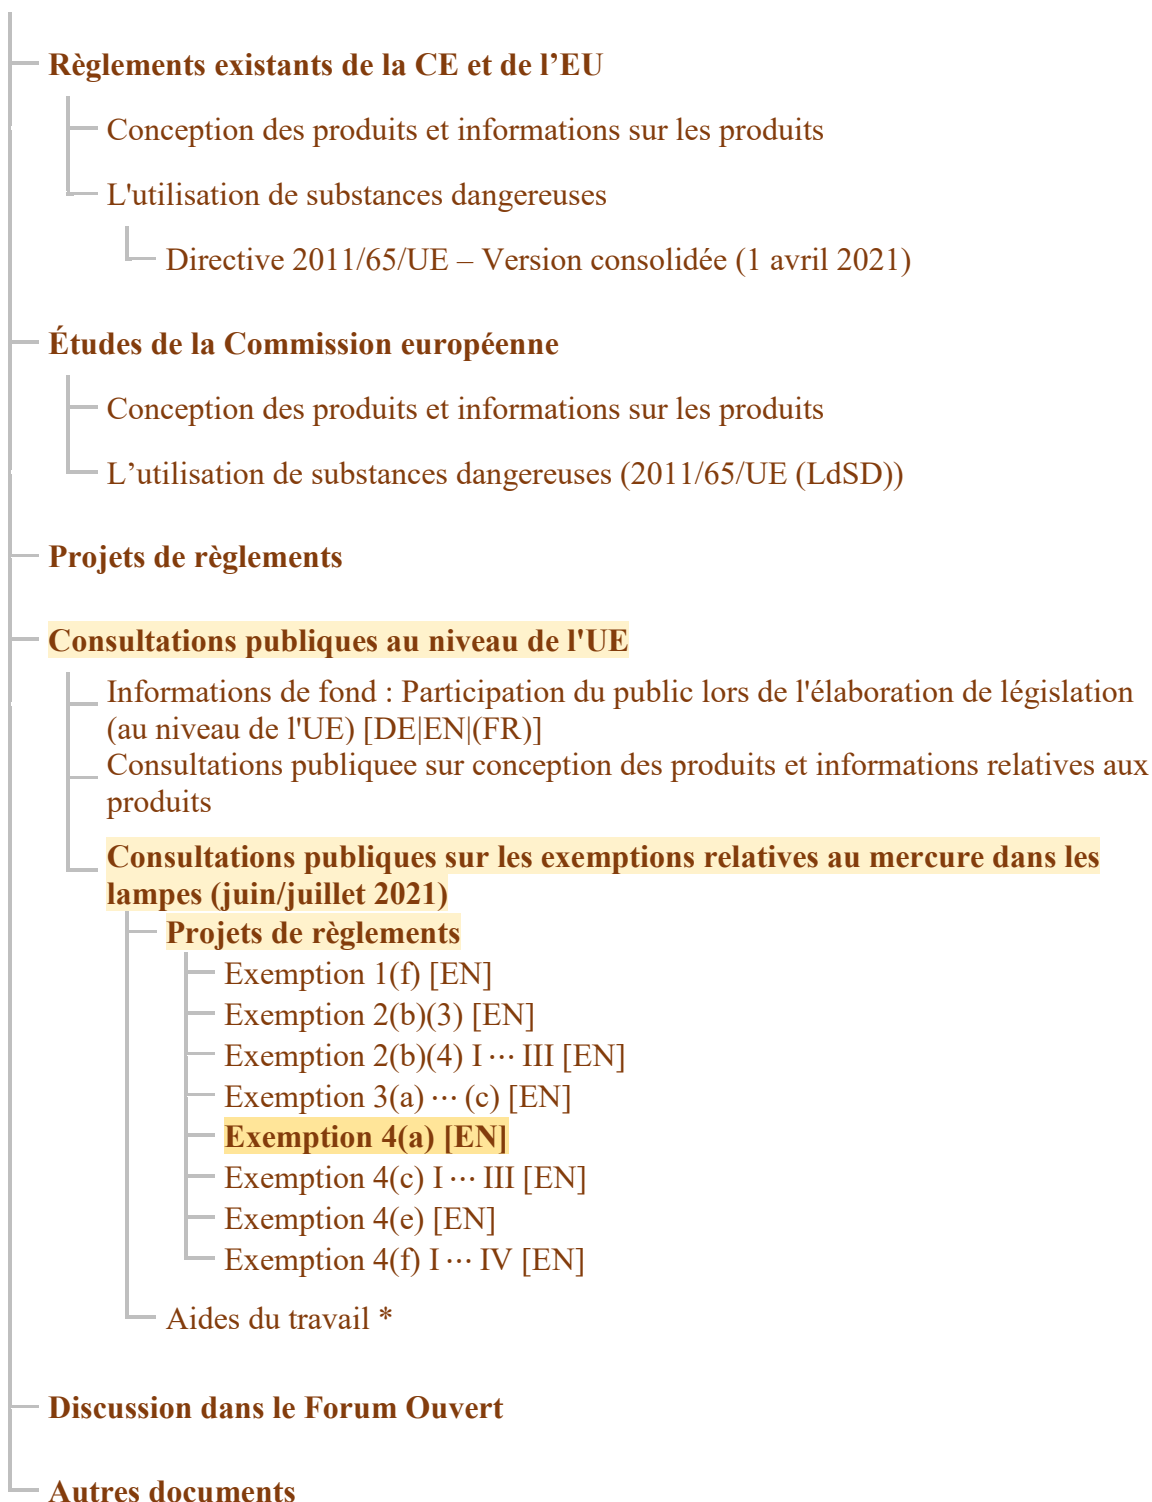 Règlements existants de la CE et de l’EU
Conception des produits et informations sur les produits
L'utilisation de substances dangereuses
Directive 2011/65/UE – Version consolidée (1 avril 2021)
Études de la Commission européenne
Conception des produits et informations sur les produits
L’utilisation de substances dangereuses (2011/65/UE (LdSD))
Projets de règlements
Consultations publiques au niveau de l'UE
Informations de fond : Participation du public lors de l'élaboration de législation
(au niveau de l'UE) [DE|EN|(FR)]
Consultations publiquee sur conception des produits et informations relatives aux
produits
Consultations publiques sur les exemptions relatives au mercure dans les
lampes (juin/juillet 2021)
Projets de règlements
Exemption 1(f) [EN]
Exemption 2(b)(3) [EN]
Exemption 2(b)(4) I ··· III [EN]
Exemption 3(a) ··· (c) [EN]
Exemption 4(a) [EN]
Exemption 4(c) I ··· III [EN]
Exemption 4(e) [EN]
Exemption 4(f) I ··· IV [EN]
Aides du travail *
Discussion dans le Forum Ouvert
Autres documents